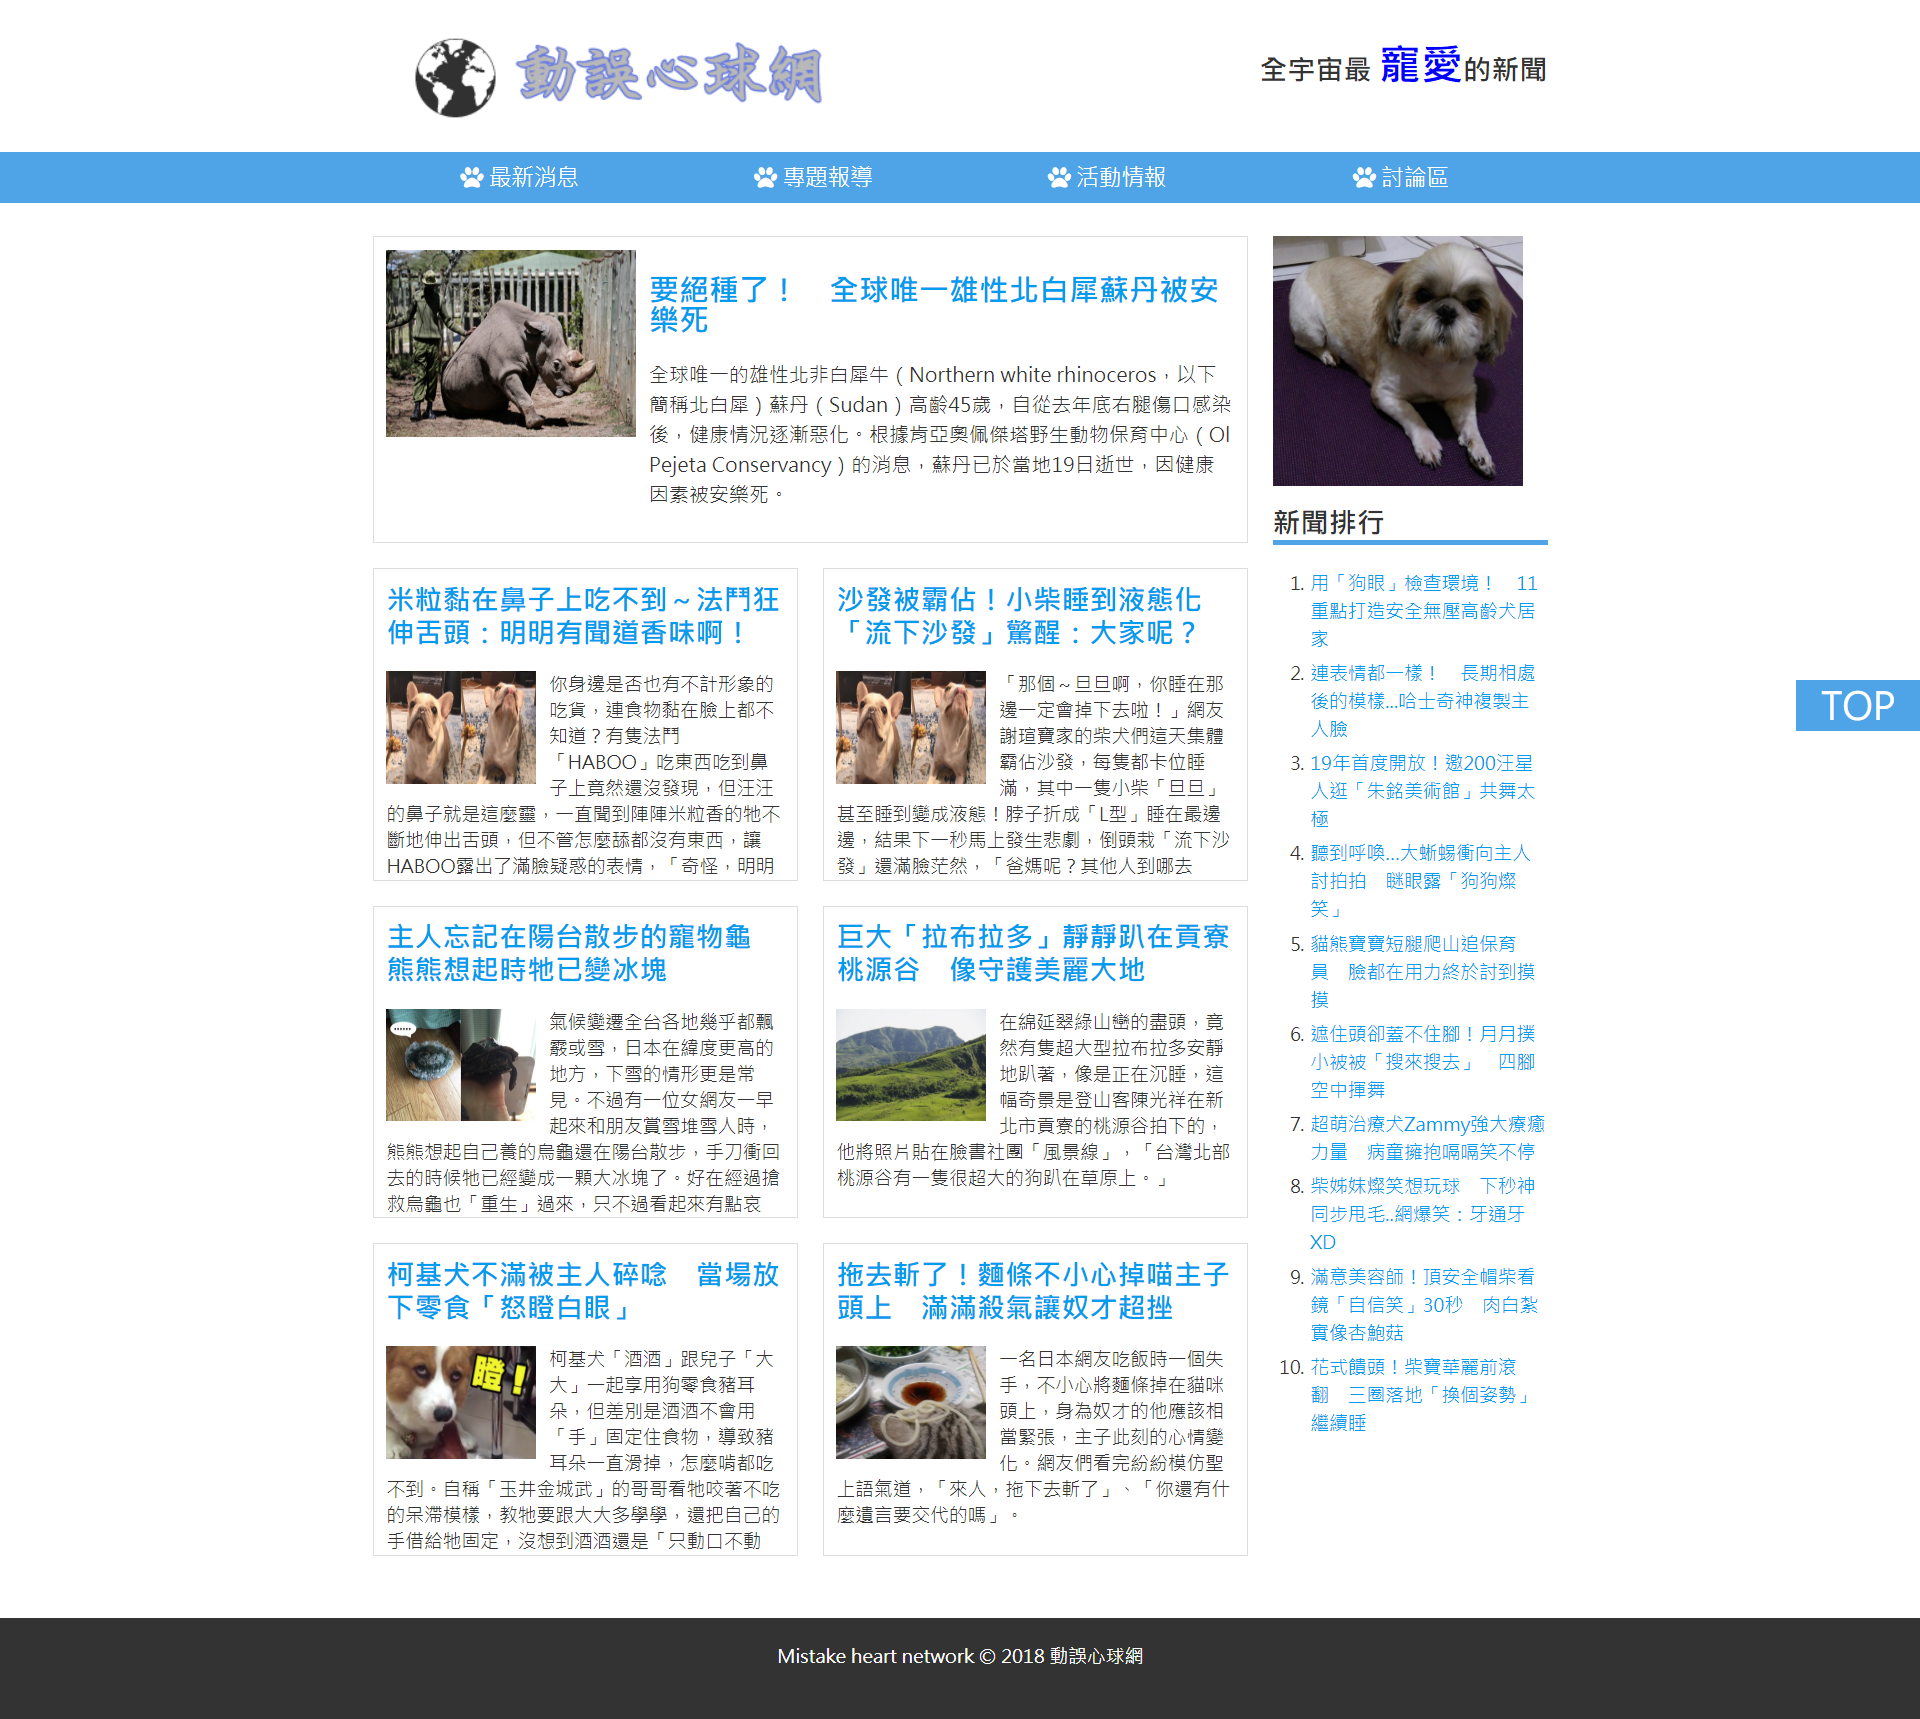 動誤心球網
全宇宙最 寵愛的新聞
最新消息
專題報導
活動情報
討論區
要絕種了！　全球唯一雄性北白犀蘇丹被安
樂死
全球唯一的雄性北非白犀牛（Northern white rhinoceros，以下
簡稱北白犀）蘇丹（Sudan）高齡45歲，自從去年底右腿傷口感染
後，健康情況逐漸惡化。根據肯亞奧佩傑塔野生動物保育中心（Ol
Pejeta Conservancy）的消息，蘇丹已於當地19日逝世，因健康
因素被安樂死。
米粒黏在鼻子上吃不到～法鬥狂
伸舌頭：明明有聞道香味啊！
你身邊是否也有不計形象的
吃貨，連食物黏在臉上都不
知道？有隻法鬥
「HABOO」吃東西吃到鼻
子上竟然還沒發現，但汪汪
的鼻子就是這麼靈，一直聞到陣陣米粒香的牠不
斷地伸出舌頭，但不管怎麼舔都沒有東西，讓
HABOO露出了滿臉疑惑的表情，「奇怪，明明
沙發被霸佔！小柴睡到液態化
「流下沙發」驚醒：大家呢？
「那個～旦旦啊，你睡在那
邊一定會掉下去啦！」網友
謝瑄寶家的柴犬們這天集體
霸佔沙發，每隻都卡位睡
滿，其中一隻小柴「旦旦」
甚至睡到變成液態！脖子折成「L型」睡在最邊
邊，結果下一秒馬上發生悲劇，倒頭栽「流下沙
發」還滿臉茫然，「爸媽呢？其他人到哪去
主人忘記在陽台散步的寵物龜
熊熊想起時牠已變冰塊
氣候變遷全台各地幾乎都飄
霰或雪，日本在緯度更高的
地方，下雪的情形更是常
見。不過有一位女網友一早
起來和朋友賞雪堆雪人時，
熊熊想起自己養的烏龜還在陽台散步，手刀衝回
去的時候牠已經變成一顆大冰塊了。好在經過搶
救烏龜也「重生」過來，只不過看起來有點哀
巨大「拉布拉多」靜靜趴在貢寮
桃源谷　像守護美麗大地
在綿延翠綠山巒的盡頭，竟
然有隻超大型拉布拉多安靜
地趴著，像是正在沉睡，這
幅奇景是登山客陳光祥在新
北市貢寮的桃源谷拍下的，
他將照片貼在臉書社團「風景線」，「台灣北部
桃源谷有一隻很超大的狗趴在草原上。」
柯基犬不滿被主人碎唸　當場放
下零食「怒瞪白眼」
瞪！
柯基犬「酒酒」跟兒子「大
大」一起享用狗零食豬耳
朵，但差別是酒酒不會用
「手」固定住食物，導致豬
耳朵一直滑掉，怎麼啃都吃
不到。自稱「玉井金城武」的哥哥看牠咬著不吃
的呆滯模樣，教牠要跟大大多學學，還把自己的
手借給牠固定，沒想到酒酒還是「只動口不動
拖去斬了！麵條不小心掉喵主子
頭上　滿滿殺氣讓奴才超挫
一名日本網友吃飯時一個失
手，不小心將麵條掉在貓咪
頭上，身為奴才的他應該相
當緊張，主子此刻的心情變
化。網友們看完紛紛模仿聖
上語氣道，「來人，拖下去斬了」、「你還有什
麼遺言要交代的嗎」。
新聞排行
1. 用「狗眼」檢查環境！　11
重點打造安全無壓高齡犬居
家
2. 連表情都一樣！　長期相處
後的模樣...哈士奇神複製主
人臉
3. 19年首度開放！邀200汪星
人逛「朱銘美術館」共舞太
極
4. 聽到呼喚...大蜥蜴衝向主人
討拍拍　瞇眼露「狗狗燦
笑」
5. 貓熊寶寶短腿爬山追保育
員　臉都在用力終於討到摸
摸
6. 遮住頭卻蓋不住腳！月月撲
小被被「搜來搜去」　四腳
空中揮舞
7. 超萌治療犬Zammy強大療癒
力量　病童擁抱嗝嗝笑不停
8. 柴姊妹燦笑想玩球　下秒神
同步甩毛..網爆笑：牙通牙
XD
9. 滿意美容師！頂安全帽柴看
鏡「自信笑」30秒　肉白紮
實像杏鮑菇
10. 花式饋頭！柴寶華麗前滾
翻　三圈落地「換個姿勢」
繼續睡
TOP
Mistake heart network © 2018 動誤心球網